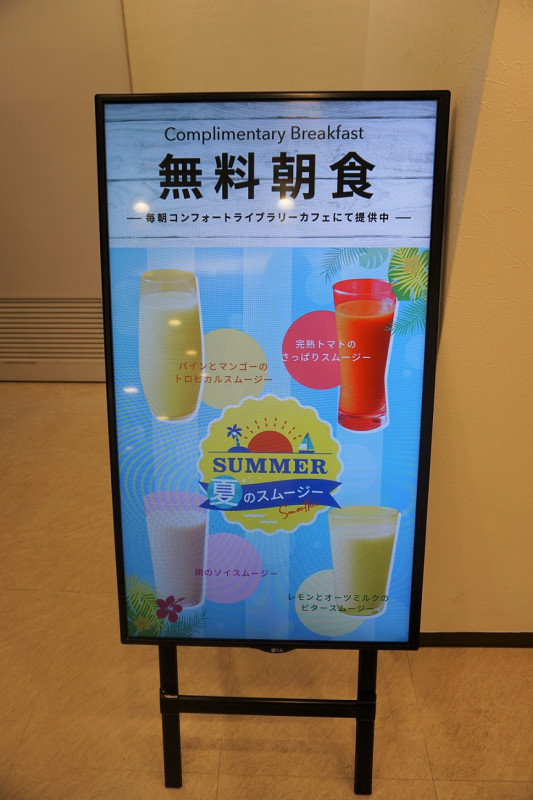 Complimentary Breakfast
無料朝食
毎朝コンフォートライブラリーカフェにて提供中
完熟トマトの
さっぱりスムージー
パインとマンゴーの
トロピカルスムージー
SUMMER
夏のスムージー
Smoothie
桃のソイスムージー
レモンとオーツミルクの
ビタースムージー
LG